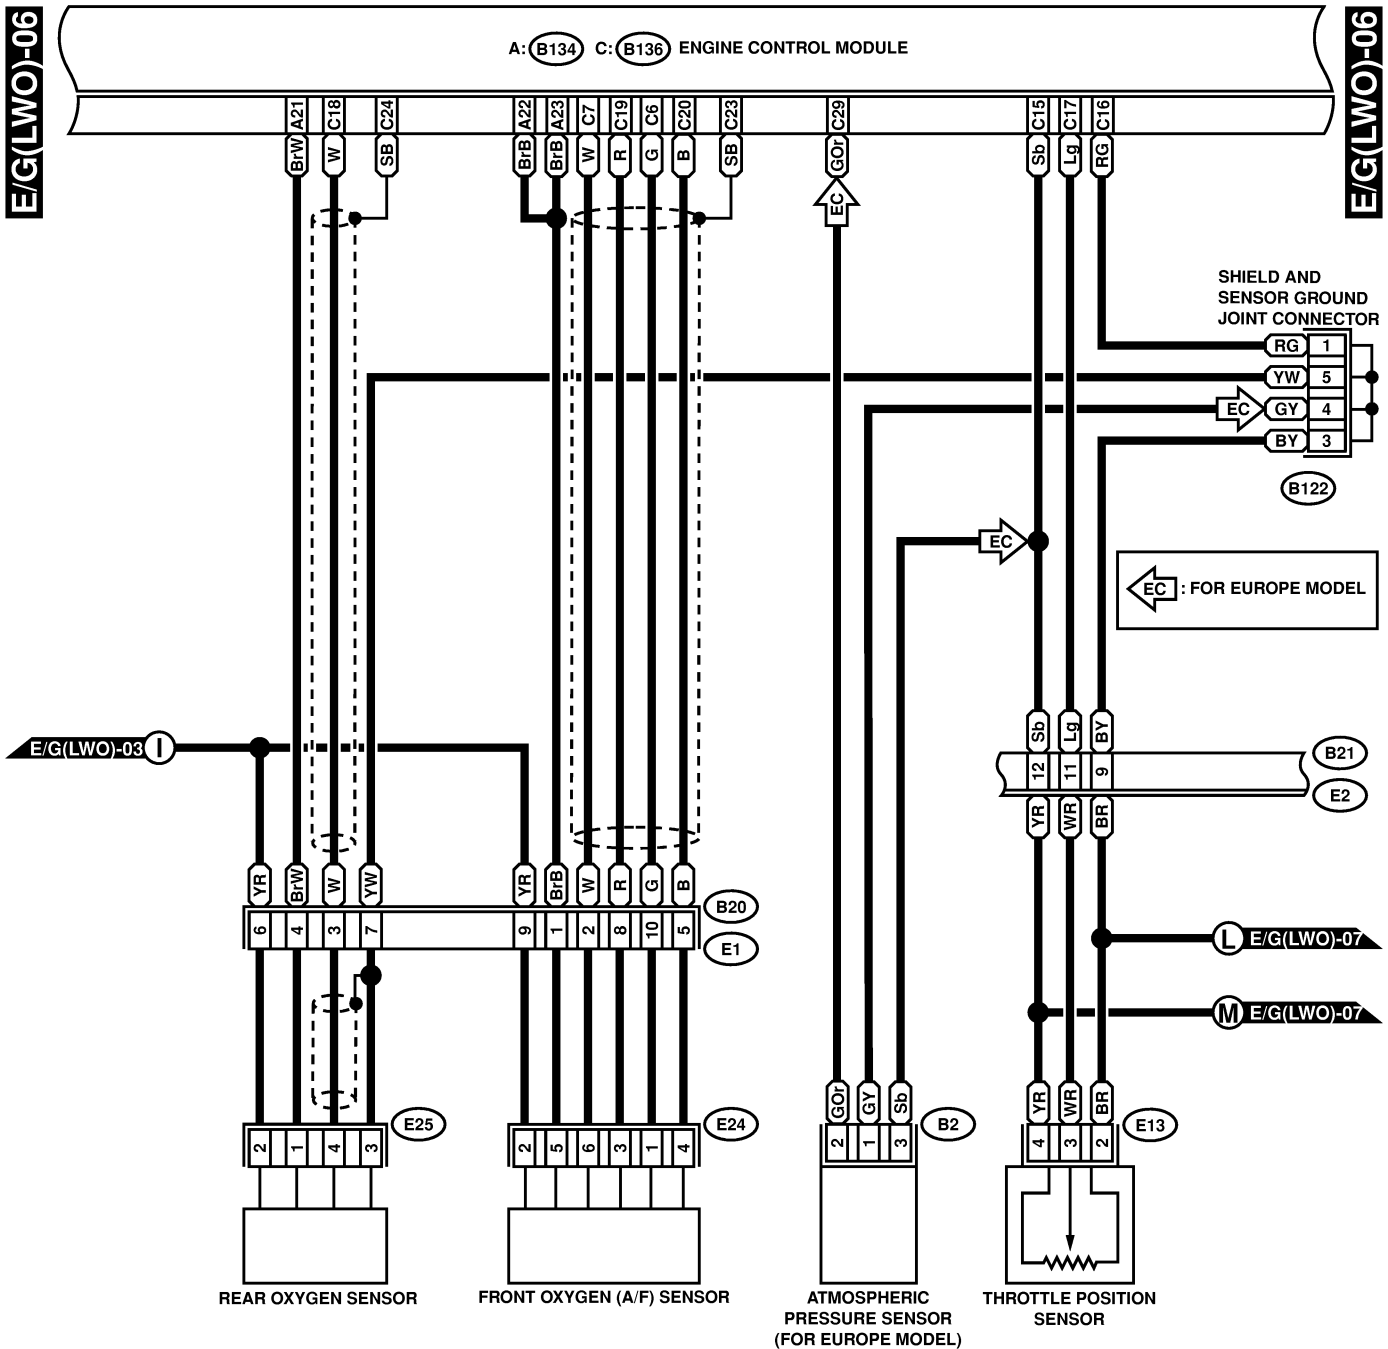 E/G(LWO)-06
E/G(LWO)-06
A: B134 C: B136 ENGINE CONTROL MODULE
A21 C18 C24 A22 A23 C7 C19 C6 C20 C23 C29 C15 C17 C16
BrW W SB BrB BrB W R G B SB GOr Sb Lg RG
EC
SHIELD AND
SENSOR GROUND
JOINT CONNECTOR
RG 1
YW 5
EC GY 4
BY 3
B122
EC
EC : FOR EUROPE MODEL
Sb Lg BY
E/G(LWO)-03 I
12 11 9
B21
E2
YR WR BR
YR BrW W YW YR BrB W R G B
B20
6 4 3 7 9 1 2 8 10 5
E1
L E/G(LWO)-07
M E/G(LWO)-07
GOr GY Sb YR WR BR
E25 E24 B2 E13
2 1 4 3 2 5 6 3 1 4 2 1 3 4 3 2
REAR OXYGEN SENSOR
FRONT OXYGEN (A/F) SENSOR
ATMOSPHERIC
PRESSURE SENSOR
(FOR EUROPE MODEL)
THROTTLE POSITION
SENSOR